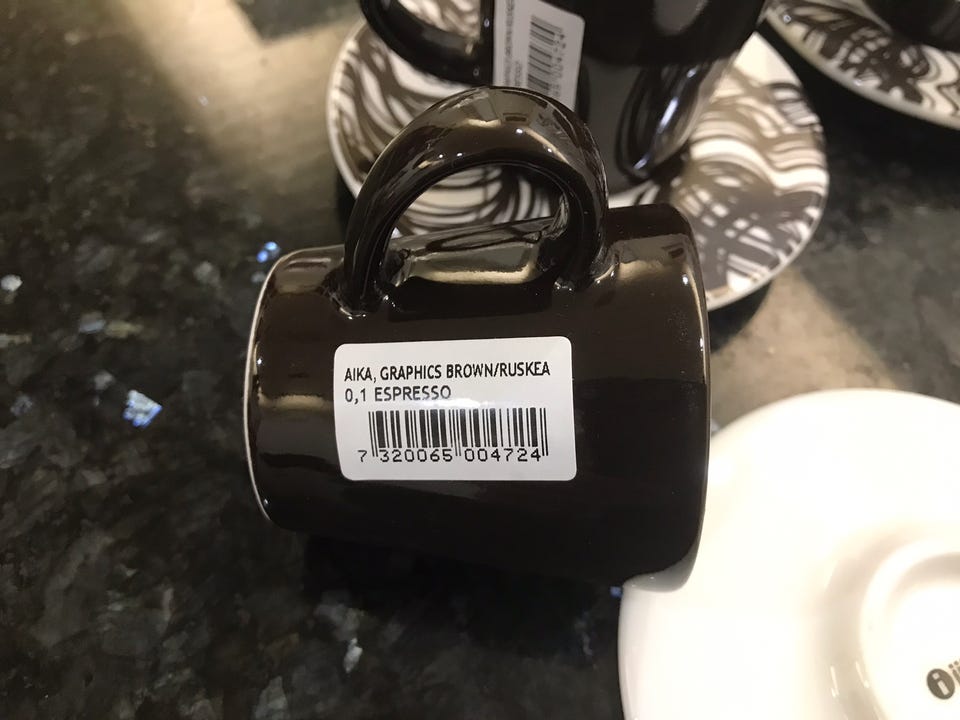 AIKA, GRAPHICS BROWN/RUSKEA
0,1 ESPRESSO
7 320065 004724